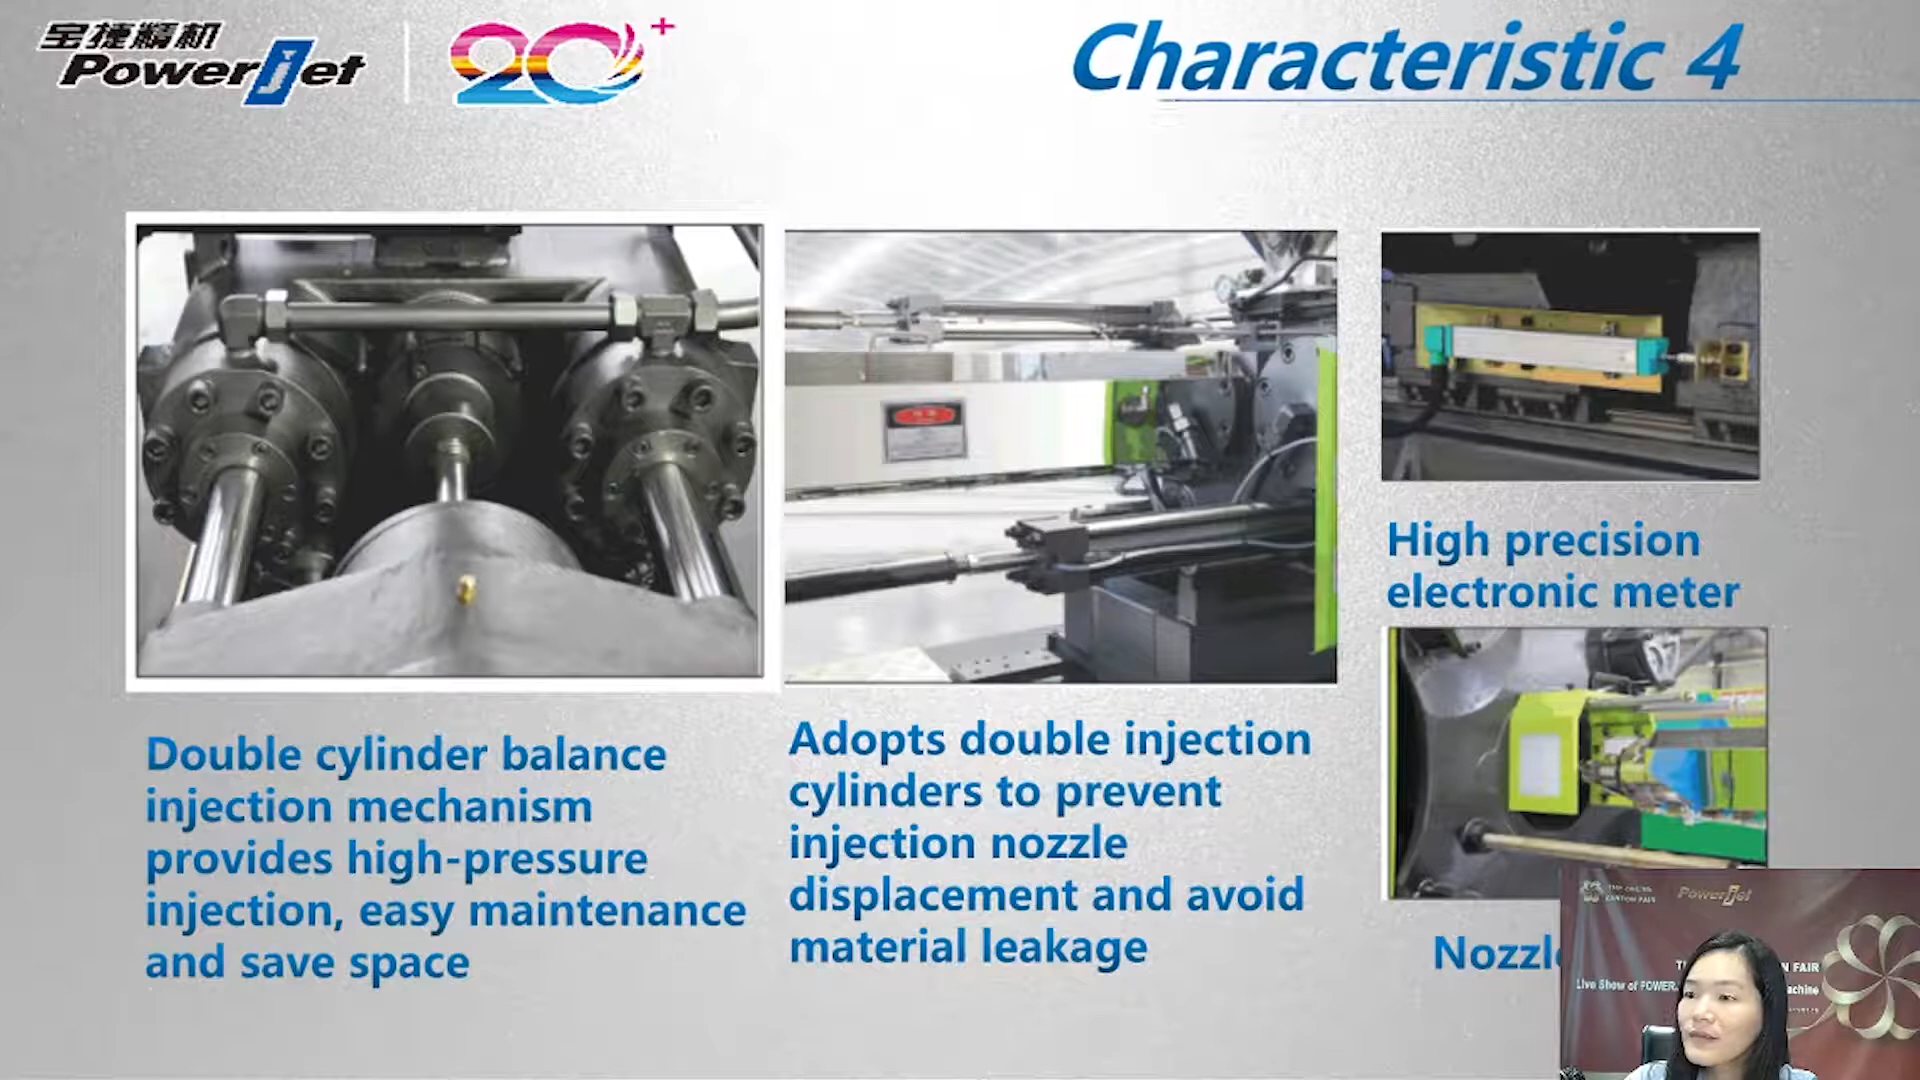 宝捷精机
PowerJet
20+
Characteristic 4
High precision
electronic meter
Double cylinder balance
injection mechanism
provides high-pressure
injection, easy maintenance
and save space
Adopts double injection
cylinders to prevent
injection nozzle
displacement and avoid
material leakage
PowerJet
CANTON FAIR
FAIR
Live Show of POWER